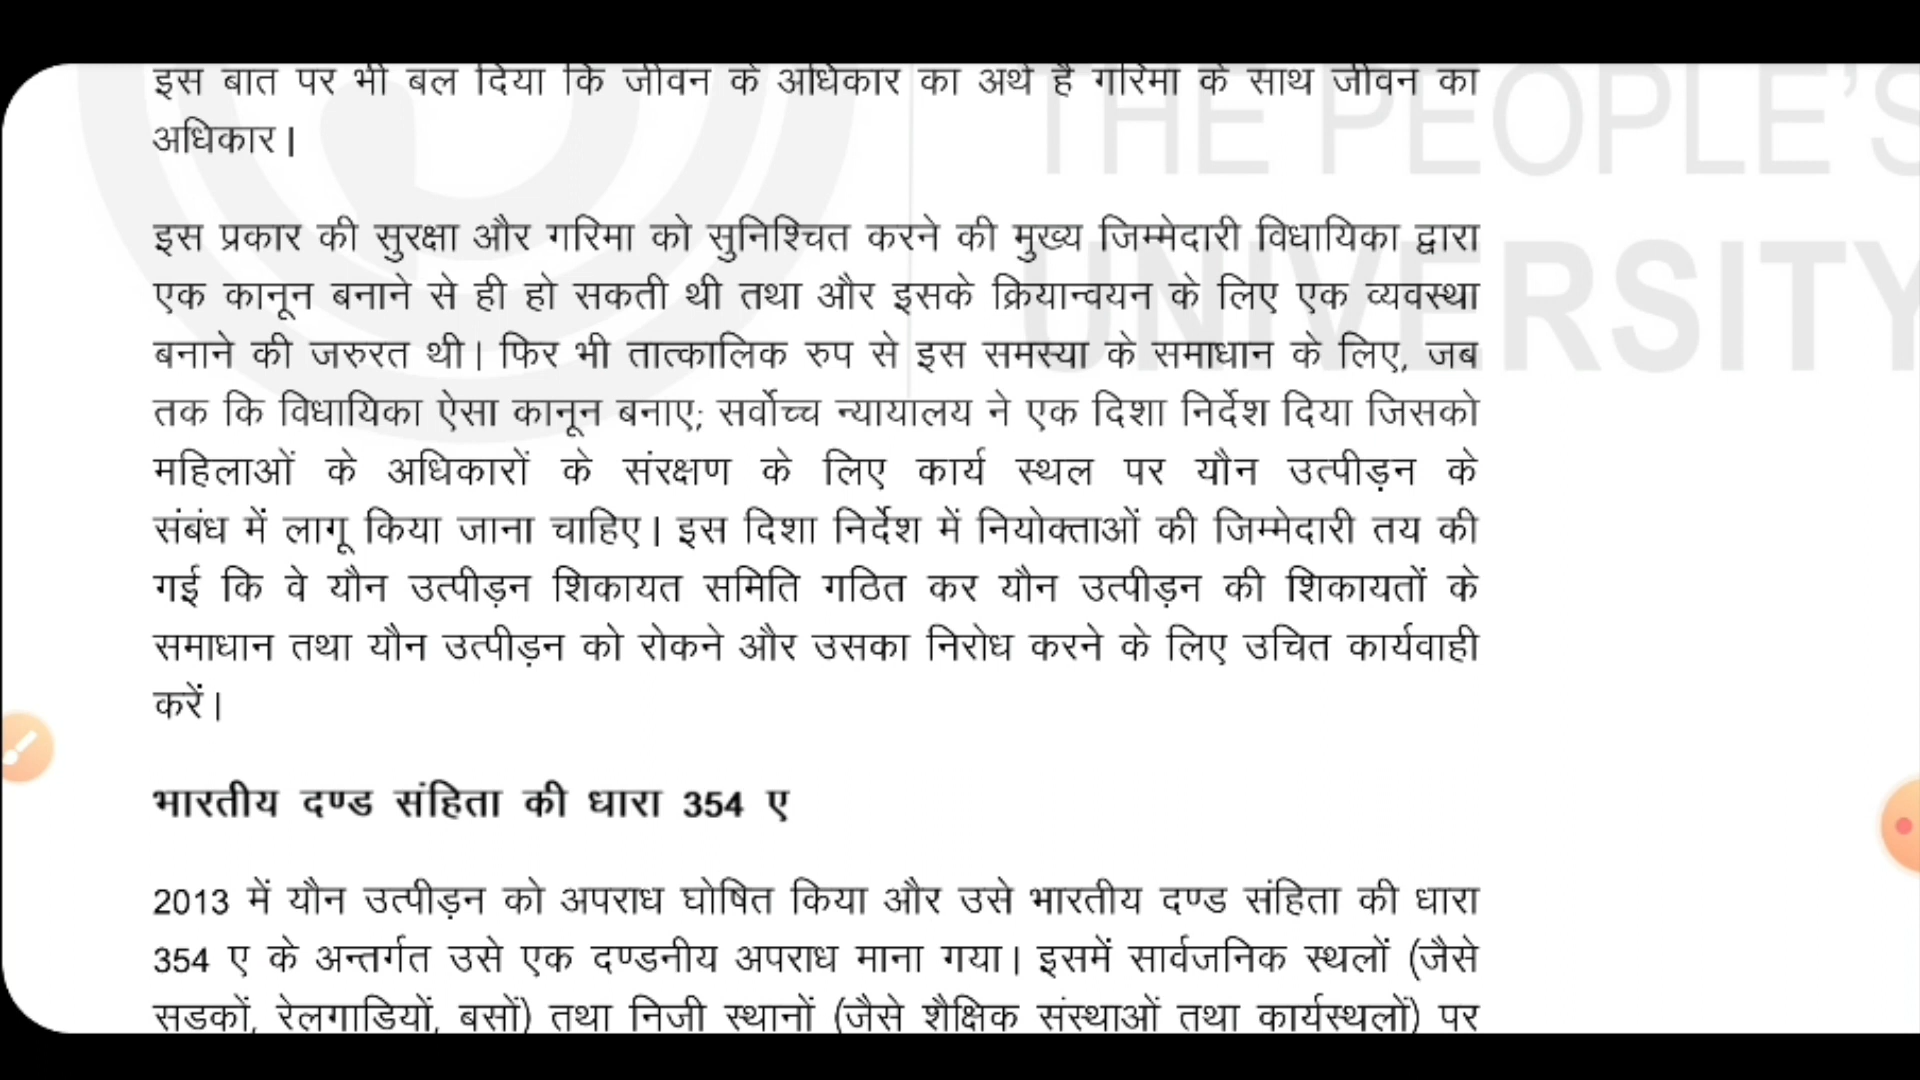 इस बात पर भी बल दिया कि जीवन के अधिकार का अर्थ है गरिमा के साथ जीवन का
THE PEOPLE'S
अधिकार।
इस प्रकार की सुरक्षा और गरिमा को सुनिश्चित करने की मुख्य जिम्मेदारी विधायिका द्वारा
UNIVERSITY
एक कानून बनाने से ही हो सकती थी तथा और इसके क्रियान्वयन के लिए एक व्यवस्था
बनाने की जरुरत थी। फिर भी तात्कालिक रुप से इस समस्या के समाधान के लिए, जब
तक कि विधायिका ऐसा कानून बनाए; सर्वोच्च न्यायालय ने एक दिशा निर्देश दिया जिसको
महिलाओं के अधिकारों के संरक्षण के लिए कार्य स्थल पर यौन उत्पीड़न के
संबंध में लागू किया जाना चाहिए। इस दिशा निर्देश में नियोक्ताओं की जिम्मेदारी तय की
गई कि वे यौन उत्पीड़न शिकायत समिति गठित कर यौन उत्पीड़न की शिकायतों के
समाधान तथा यौन उत्पीड़न को रोकने और उसका निरोध करने के लिए उचित कार्यवाही
करें।
भारतीय दण्ड संहिता की धारा 354 ए
2013 में यौन उत्पीड़न को अपराध घोषित किया और उसे भारतीय दण्ड संहिता की धारा
354 ए के अन्तर्गत उसे एक दण्डनीय अपराध माना गया। इसमें सार्वजनिक स्थलों (जैसे
सडकों, रेलगाडियों, बसों) तथा निजी स्थानों (जैसे शैक्षिक संस्थाओं तथा कार्यस्थलों) पर